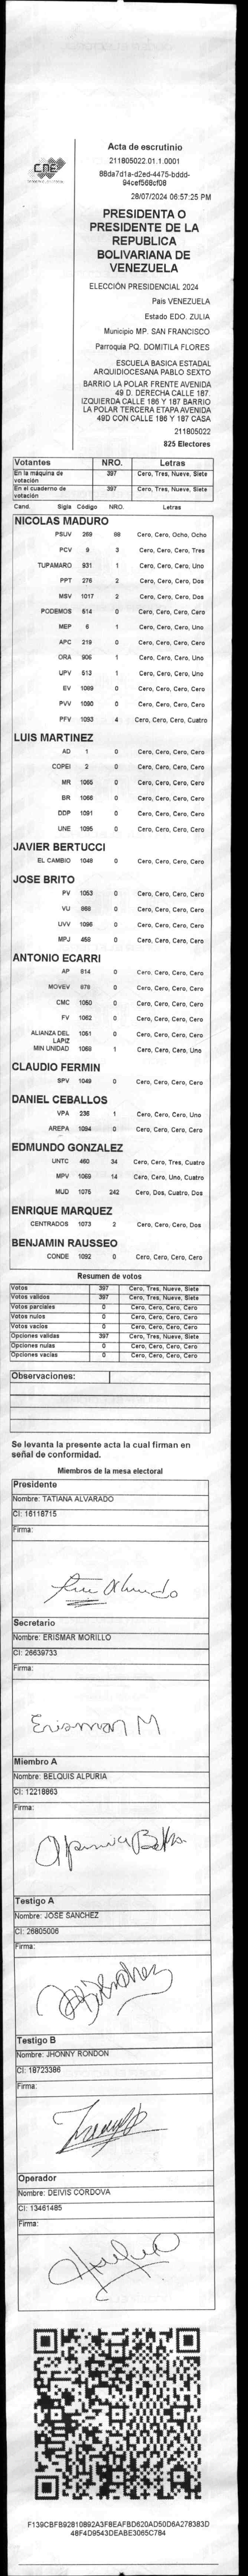 CNE
Acta de escrutinio
211805022.01.1.0001
88da7d1a-d2ed-4475-bddd-
94cef568cf08
28/07/2024 06:57:25 PM
PRESIDENTA O
PRESIDENTE DE LA
REPUBLICA
BOLIVARIANA DE
VENEZUELA
ELECCIÓN PRESIDENCIAL 2024
País VENEZUELA
Estado EDO. ZULIA
Municipio MP. SAN FRANCISCO
Parroquia PQ. DOMITILA FLORES
ESCUELA BASICA ESTADAL
ARQUIDIOCESANA PABLO SEXTO
BARRIO LA POLAR FRENTE AVENIDA
49 D. DERECHA CALLE 187.
IZQUIERDA CALLE 186 Y 187 BARRIO
LA POLAR TERCERA ETAPA AVENIDA
49D CON CALLE 186 Y 187 CASA
211805022
825 Electores
Votantes NRO. Letras
En la máquina de votación 397 Cero, Tres, Nueve, Siete
En el cuaderno de votación 397 Cero, Tres, Nueve, Siete
Cand. Sigla Código NRO. Letras
NICOLAS MADURO
PSUV 269 88 Cero, Cero, Ocho, Ocho
PCV 9 3 Cero, Cero, Cero, Tres
TUPAMARO 931 1 Cero, Cero, Cero, Uno
PPT 276 2 Cero, Cero, Cero, Dos
MSV 1017 2 Cero, Cero, Cero, Dos
PODEMOS 514 0 Cero, Cero, Cero, Cero
MEP 6 1 Cero, Cero, Cero, Uno
APC 219 0 Cero, Cero, Cero, Cero
ORA 906 1 Cero, Cero, Cero, Uno
UPV 513 1 Cero, Cero, Cero, Uno
EV 1089 0 Cero, Cero, Cero, Cero
PVV 1090 0 Cero, Cero, Cero, Cero
PFV 1093 4 Cero, Cero, Cero, Cuatro
LUIS MARTINEZ
AD 1 0 Cero, Cero, Cero, Cero
COPEI 2 0 Cero, Cero, Cero, Cero
MR 1065 0 Cero, Cero, Cero, Cero
BR 1068 0 Cero, Cero, Cero, Cero
DDP 1091 0 Cero, Cero, Cero, Cero
UNE 1095 0 Cero, Cero, Cero, Cero
JAVIER BERTUCCI
EL CAMBIO 1048 0 Cero, Cero, Cero, Cero
JOSE BRITO
PV 1053 0 Cero, Cero, Cero, Cero
VU 868 0 Cero, Cero, Cero, Cero
UVV 1096 0 Cero, Cero, Cero, Cero
MPJ 458 0 Cero, Cero, Cero, Cero
ANTONIO ECARRI
AP 814 0 Cero, Cero, Cero, Cero
MOVEV 878 0 Cero, Cero, Cero, Cero
CMC 1050 0 Cero, Cero, Cero, Cero
FV 1062 0 Cero, Cero, Cero, Cero
ALIANZA DEL LAPIZ 1051 0 Cero, Cero, Cero, Cero
MIN UNIDAD 1068 1 Cero, Cero, Cero, Uno
CLAUDIO FERMIN
SPV 1049 0 Cero, Cero, Cero, Cero
DANIEL CEBALLOS
VPA 236 1 Cero, Cero, Cero, Uno
AREPA 1094 0 Cero, Cero, Cero, Cero
EDMUNDO GONZALEZ
UNTC 460 34 Cero, Cero, Tres, Cuatro
MPV 1069 14 Cero, Cero, Uno, Cuatro
MUD 1075 242 Cero, Dos, Cuatro, Dos
ENRIQUE MARQUEZ
CENTRADOS 1073 2 Cero, Cero, Cero, Dos
BENJAMIN RAUSSEO
CONDE 1092 0 Cero, Cero, Cero, Cero
Resumen de votos
Votos 397 Cero, Tres, Nueve, Siete
Votos validos 397 Cero, Tres, Nueve, Siete
Votos parciales 0 Cero, Cero, Cero, Cero
Votos nulos 0 Cero, Cero, Cero, Cero
Votos vacíos 0 Cero, Cero, Cero, Cero
Opciones validas 397 Cero, Tres, Nueve, Siete
Opciones nulas 0 Cero, Cero, Cero, Cero
Opciones vacías 0 Cero, Cero, Cero, Cero
Observaciones:
Se levanta la presente acta la cual firman en
señal de conformidad.
Miembros de la mesa electoral
Presidente
Nombre: TATIANA ALVARADO
CI: 16118715
Firma:
Secretario
Nombre: ERISMAR MORILLO
CI: 26639733
Firma:
Erismar M
Miembro A
Nombre: BELQUIS ALPURIA
CI: 12218863
Firma:
Testigo A
Nombre: JOSE SANCHEZ
CI: 26805006
Firma:
Testigo B
Nombre: JHONNY RONDON
CI: 18723386
Firma:
Operador
Nombre: DEIVIS CORDOVA
CI: 13461485
Firma:
F139CBFB92810892A3F8EAFBD620AD50D6A278383D
48F4D9543DEABE3065C784